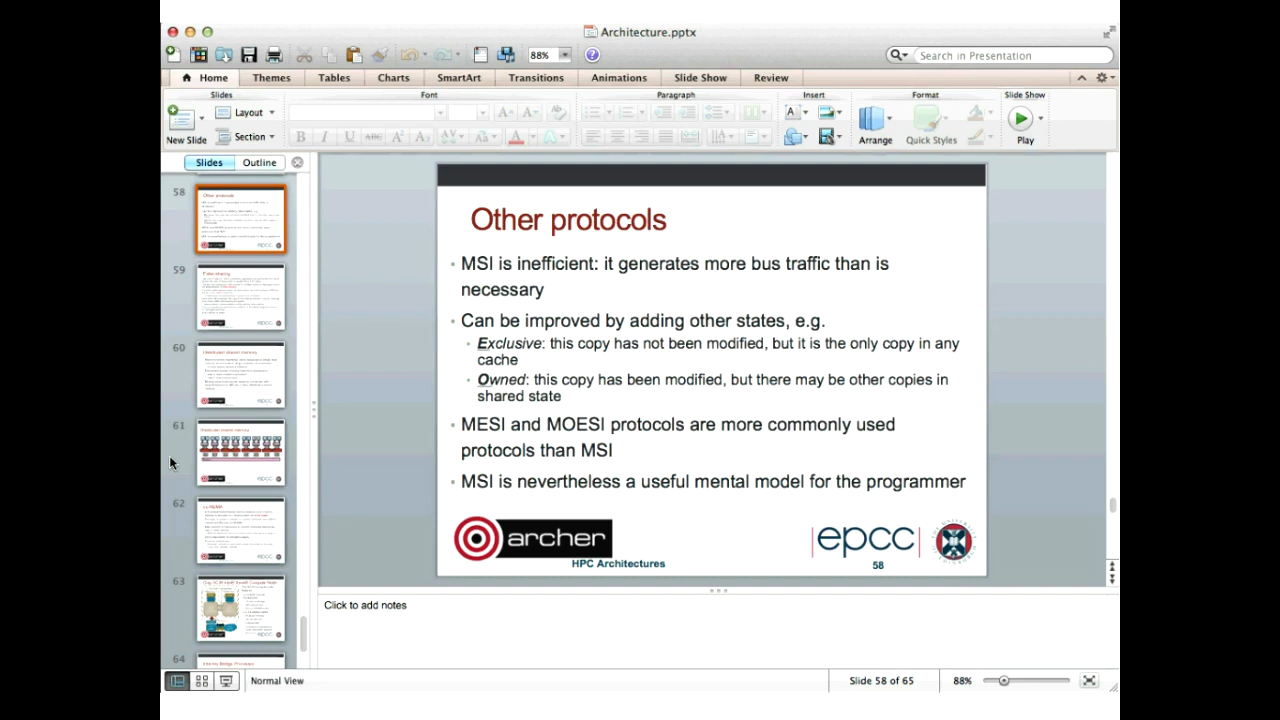 Architecture.pptx
88%
Search in Presentation
Home Themes Tables Charts SmartArt Transitions Animations Slide Show Review
Slides Font Paragraph Insert Format Slide Show
New Slide Layout Section Arrange Quick Styles Play
Slides Outline
58
59
60
61
62
63
64
Other protocols
MSI is inefficient: it generates more bus traffic than is
necessary
Can be improved by adding other states, e.g.
Exclusive: this copy has not been modified, but it is the only copy in any
cache
Owned: this copy has been modified, but there may be other copies in
shared state
MESI and MOESI protocols are more commonly used
protocols than MSI
MSI is nevertheless a useful mental model for the programmer
archer
epcc
HPC Architectures
58
Click to add notes
Normal View
Slide 58 of 65
88%